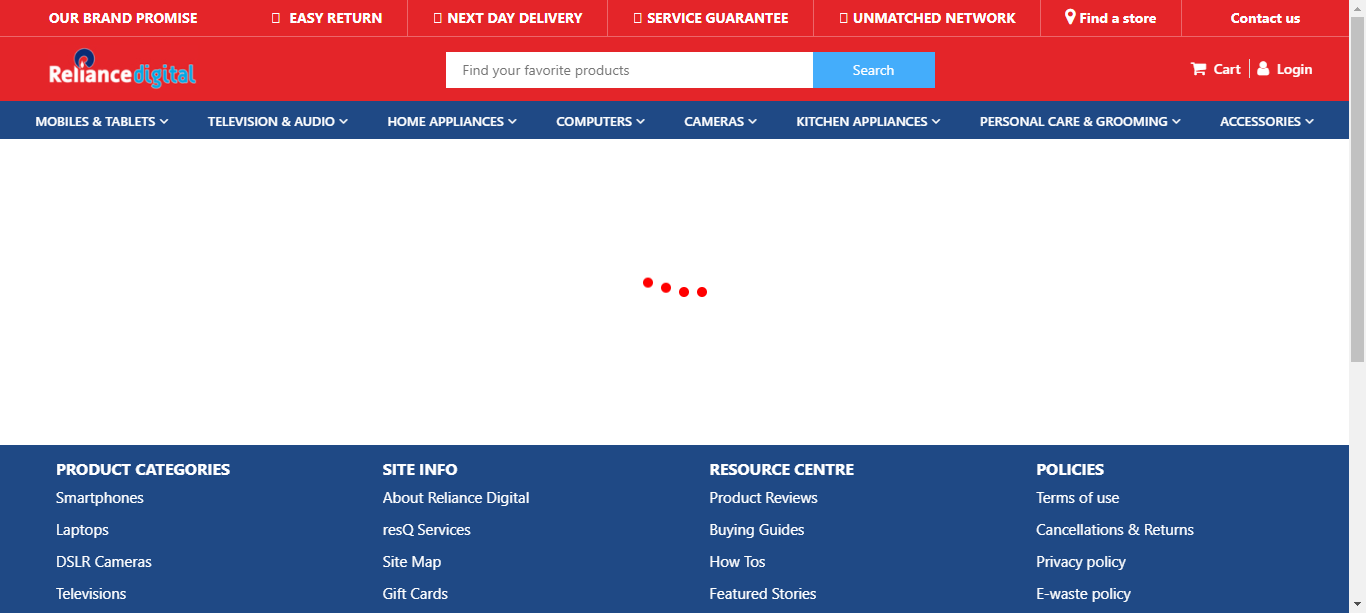 OUR BRAND PROMISE EASY RETURN NEXT DAY DELIVERY SERVICE GUARANTEE UNMATCHED NETWORK Find a store Contact us
Reliance digital Find your favorite products Search Cart Login
MOBILES & TABLETS TELEVISION & AUDIO HOME APPLIANCES COMPUTERS CAMERAS KITCHEN APPLIANCES PERSONAL CARE & GROOMING ACCESSORIES
PRODUCT CATEGORIES SITE INFO RESOURCE CENTRE POLICIES
Smartphones About Reliance Digital Product Reviews Terms of use
Laptops resQ Services Buying Guides Cancellations & Returns
DSLR Cameras Site Map How Tos Privacy policy
Televisions Gift Cards Featured Stories E-waste policy